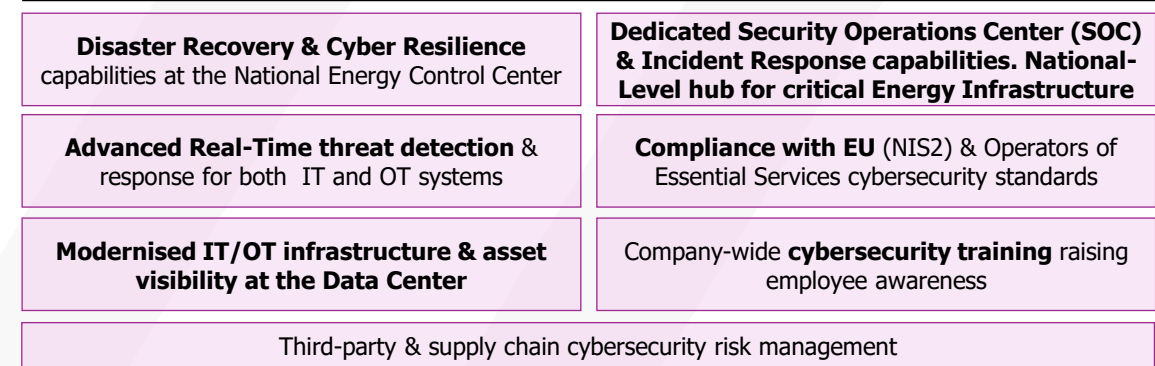 Disaster Recovery & Cyber Resilience
capabilities at the National Energy Control Center
Dedicated Security Operations Center (SOC)
& Incident Response capabilities. National-
Level hub for critical Energy Infrastructure
Advanced Real-Time threat detection &
response for both IT and OT systems
Compliance with EU (NIS2) & Operators of
Essential Services cybersecurity standards
Modernised IT/OT infrastructure & asset
visibility at the Data Center
Company-wide cybersecurity training raising
employee awareness
Third-party & supply chain cybersecurity risk management